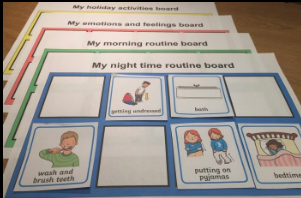 My holiday activities board
My emotions and feelings board
My morning routine board
My night time routine board
getting undressed
bath
wash and
brush teeth
putting on
pyjamas
bedtime